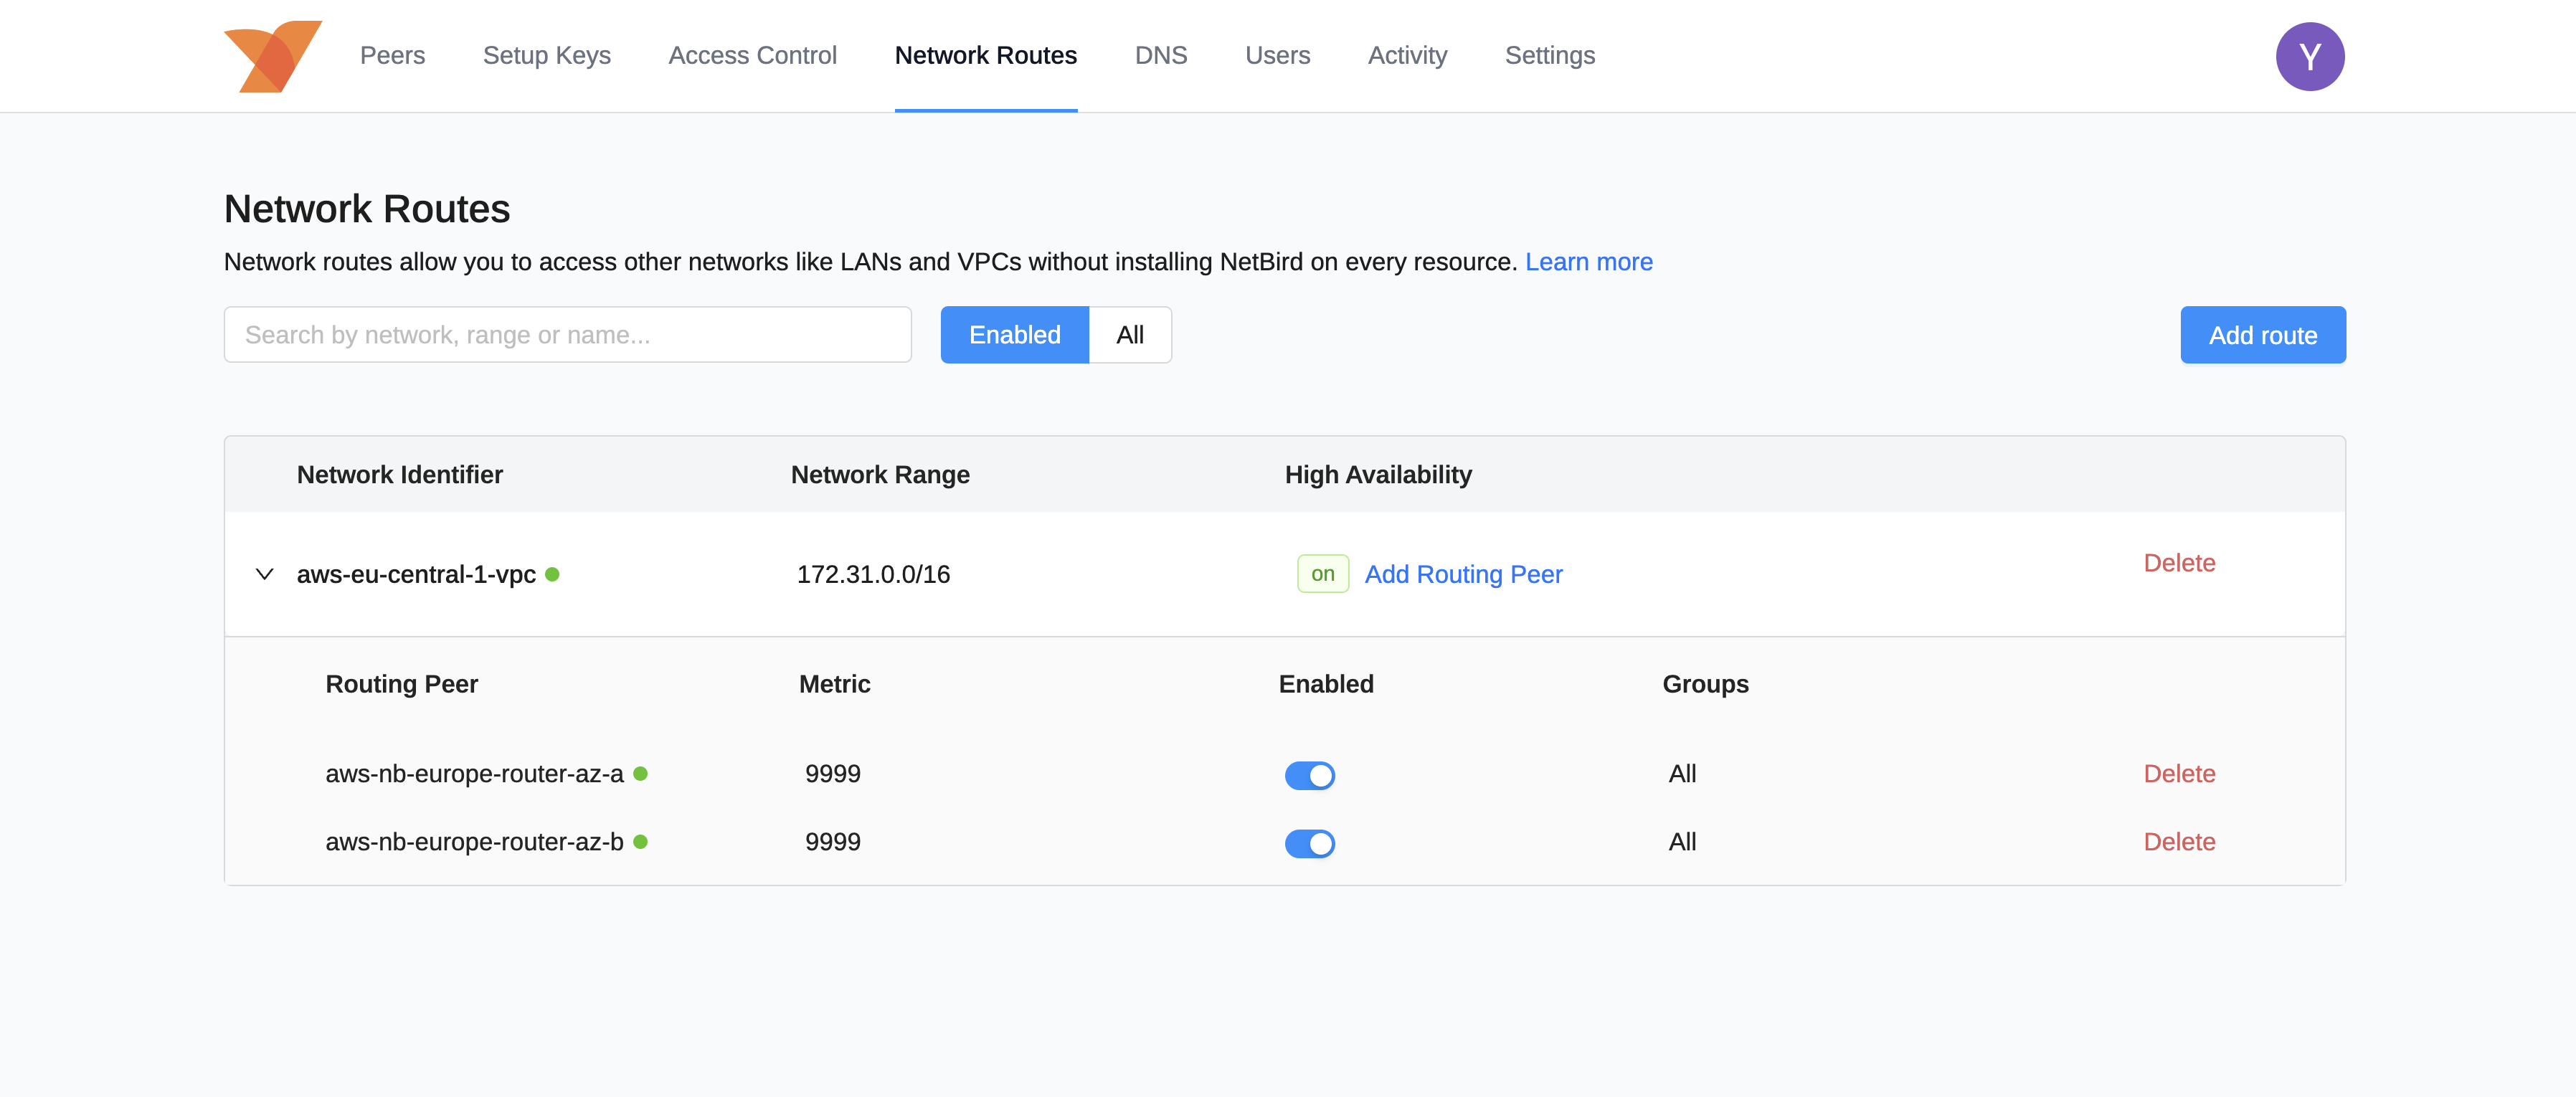 Peers Setup Keys Access Control Network Routes DNS Users Activity Settings Y
Network Routes
Network routes allow you to access other networks like LANs and VPCs without installing NetBird on every resource. Learn more
Search by network, range or name... Enabled All Add route
Network Identifier Network Range High Availability
aws-eu-central-1-vpc 172.31.0.0/16 on Add Routing Peer Delete
Routing Peer Metric Enabled Groups
aws-nb-europe-router-az-a 9999 All Delete
aws-nb-europe-router-az-b 9999 All Delete